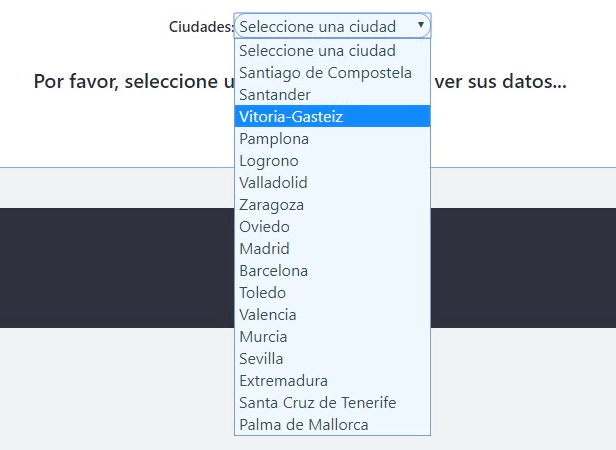 Ciudades: Seleccione una ciudad
Seleccione una ciudad
Por favor, seleccione ver sus datos...
Santiago de Compostela
Santander
Vitoria-Gasteiz
Pamplona
Logrono
Valladolid
Zaragoza
Oviedo
Madrid
Barcelona
Toledo
Valencia
Murcia
Sevilla
Extremadura
Santa Cruz de Tenerife
Palma de Mallorca